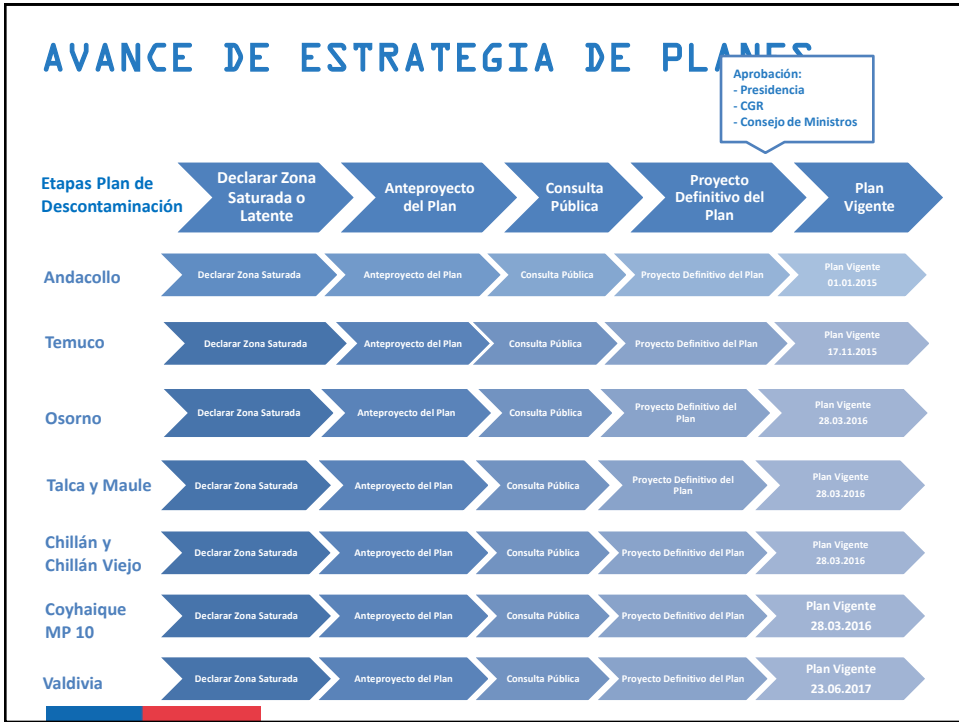 AVANCE DE ESTRATEGIA DE PLANES
Aprobación:
- Presidencia
- CGR
- Consejo de Ministros
Etapas Plan de
Descontaminación
Declarar Zona
Saturada o
Latente
Anteproyecto
del Plan
Consulta
Pública
Proyecto
Definitivo del
Plan
Plan
Vigente
Andacollo
Declarar Zona Saturada
Anteproyecto del Plan
Consulta Pública
Proyecto Definitivo del Plan
Plan Vigente
01.01.2015
Temuco
Declarar Zona Saturada
Anteproyecto del Plan
Consulta Pública
Proyecto Definitivo del Plan
Plan Vigente
17.11.2015
Osorno
Declarar Zona Saturada
Anteproyecto del Plan
Consulta Pública
Proyecto Definitivo del
Plan
Plan Vigente
28.03.2016
Talca y Maule
Declarar Zona Saturada
Anteproyecto del Plan
Consulta Pública
Proyecto Definitivo del
Plan
Plan Vigente
28.03.2016
Chillán y
Chillán Viejo
Declarar Zona Saturada
Anteproyecto del Plan
Consulta Pública
Proyecto Definitivo del Plan
Plan Vigente
28.03.2016
Coyhaique
MP 10
Declarar Zona Saturada
Anteproyecto del Plan
Consulta Pública
Proyecto Definitivo del Plan
Plan Vigente
28.03.2016
Valdivia
Declarar Zona Saturada
Anteproyecto del Plan
Consulta Pública
Proyecto Definitivo del Plan
Plan Vigente
23.06.2017